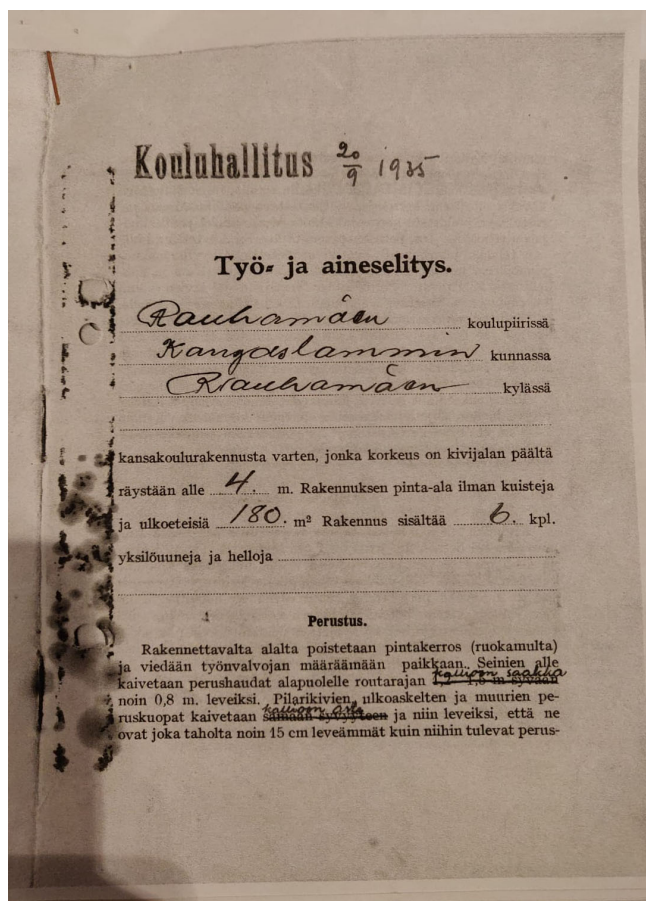 Kouluhallitus 20/9 1935
Työ- ja aineselitys.
Rauhamäen koulupiirissä
Kangaslammin kunnassa
Rauhamäen kylässä
kansakoulurakennusta varten, jonka korkeus on kivijalan päältä
räystään alle 4. m. Rakennuksen pinta-ala ilman kuisteja
ja ulkoeteisiä 180. m² Rakennus sisältää 6. kpl.
yksilöuuneja ja helloja
Perustus.
Rakennettavalta alalta poistetaan pintakerros (ruokamulta)
ja viedään työnvalvojan määräämään paikkaan. Seinien alle
kallioon saakka
kaivetaan perushaudat alapuolelle routarajan m syvään
noin 0,8 m. leveiksi. Pilarikivien, ulkoaskelten ja muurien pe-
kallioon
ruskuopat kaivetaan samaan syvyyteen ja niin leveiksi, että ne
ovat joka taholta noin 15 cm leveämmät kuin niihin tulevat perus-